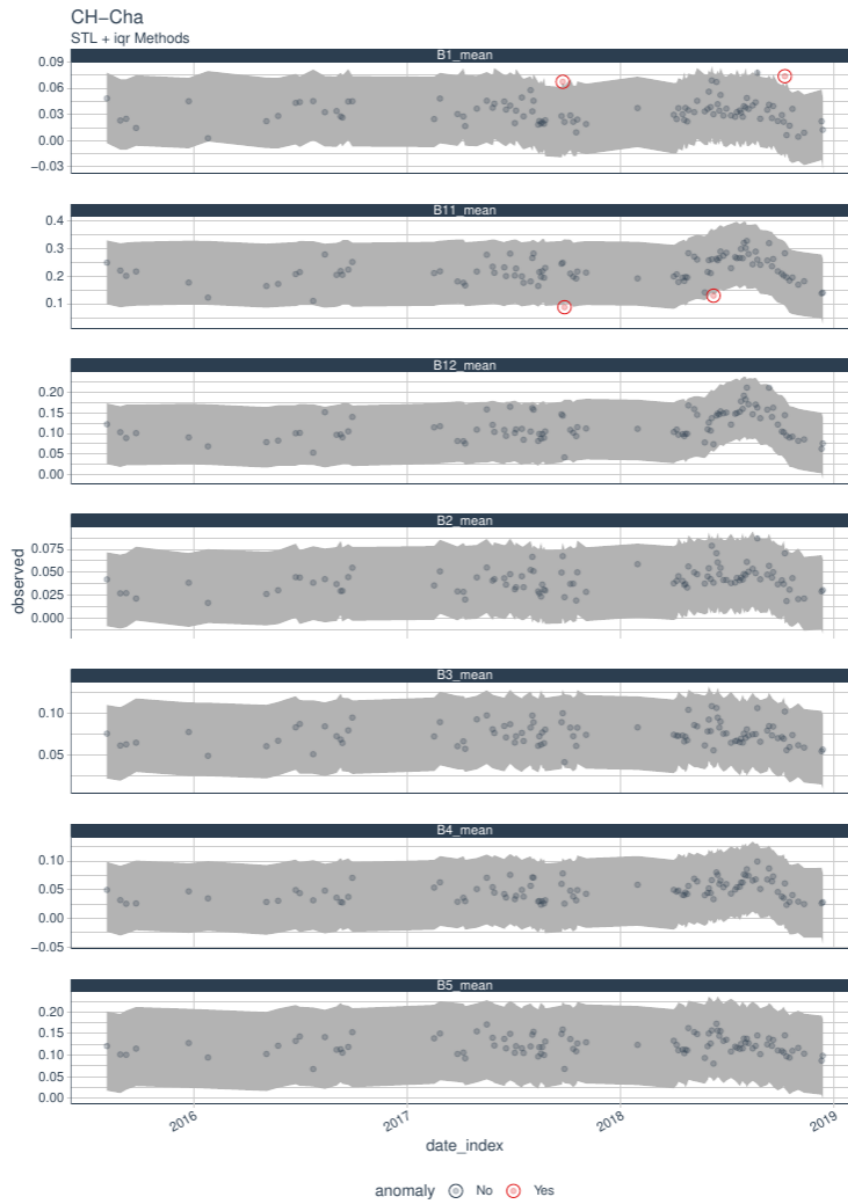 CH−Cha
STL + iqr Methods
B1_mean
0.09
0.06
0.03
0.00
−0.03
B11_mean
0.4
0.3
0.2
0.1
B12_mean
0.20
0.15
0.10
0.05
0.00
B2_mean
0.075
0.050
0.025
0.000
observed
B3_mean
0.10
0.05
B4_mean
0.10
0.05
0.00
−0.05
B5_mean
0.20
0.15
0.10
0.05
0.00
2016 2017 2018 2019
date_index
anomaly No Yes